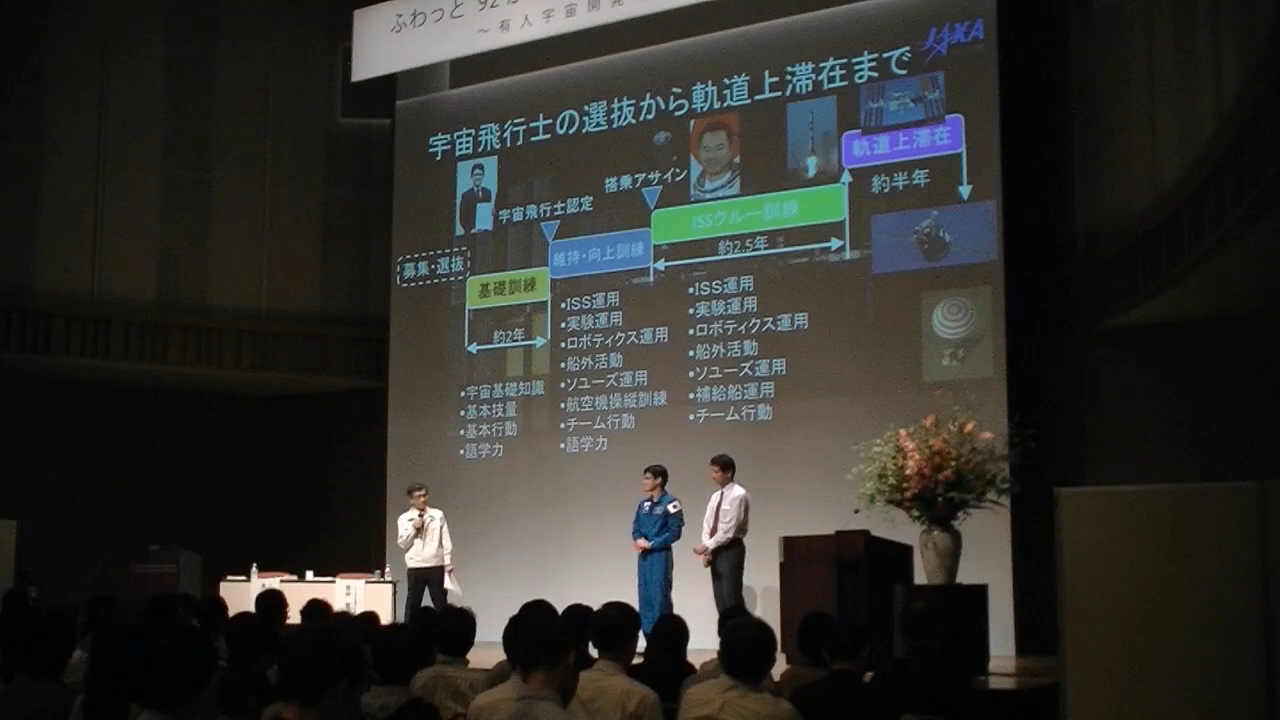 ふわっと '92か
～有人宇宙開発
JAXA
宇宙飛行士の選抜から軌道上滞在まで
軌道上滞在
約半年
搭乗アサイン
宇宙飛行士認定
ISSクルー訓練
約2.5年
維持・向上訓練
募集・選抜
基礎訓練
約2年
•宇宙基礎知識
•基本技量
•基本行動
•語学力
•ISS運用
•実験運用
•ロボティクス運用
•船外活動
•ソユーズ運用
•航空機操縦訓練
•チーム行動
•語学力
•ISS運用
•実験運用
•ロボティクス運用
•船外活動
•ソユーズ運用
•補給船運用
•チーム行動